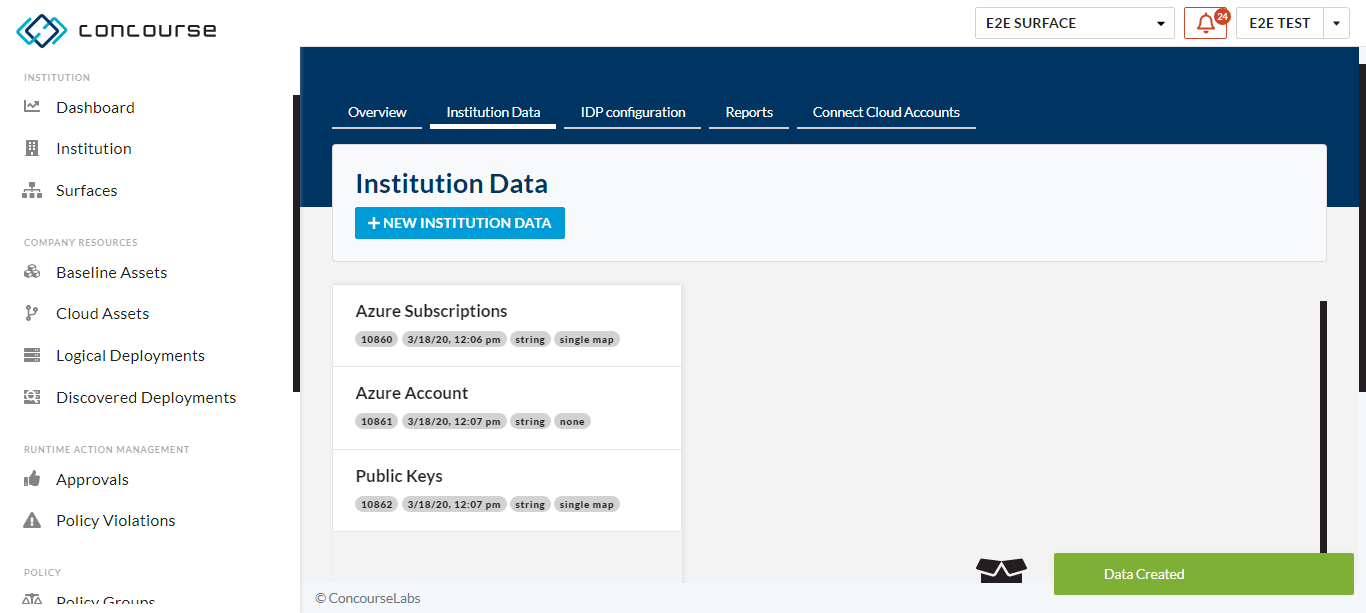 concourse
E2E SURFACE
24
E2E TEST
INSTITUTION
Dashboard
Institution
Surfaces
COMPANY RESOURCES
Baseline Assets
Cloud Assets
Logical Deployments
Discovered Deployments
RUNTIME ACTION MANAGEMENT
Approvals
Policy Violations
POLICY
Policy Groups
Overview
Institution Data
IDP configuration
Reports
Connect Cloud Accounts
Institution Data
+ NEW INSTITUTION DATA
Azure Subscriptions
10860 3/18/20, 12:06 pm string single map
Azure Account
10861 3/18/20, 12:07 pm string none
Public Keys
10862 3/18/20, 12:07 pm string single map
Data Created
© ConcourseLabs